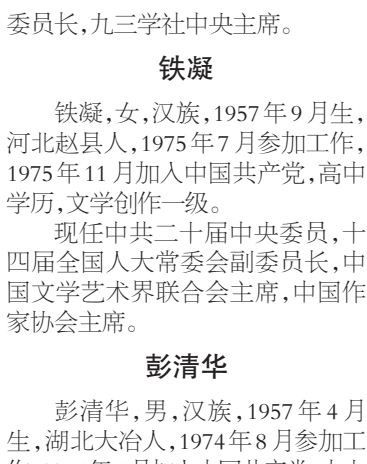 委员长,九三学社中央主席。
铁凝
铁凝,女,汉族,1957年9月生,
河北赵县人,1975年7月参加工作,
1975年11月加入中国共产党,高中
学历,文学创作一级。
现任中共二十届中央委员,十
四届全国人大常委会副委员长,中
国文学艺术界联合会主席,中国作
家协会主席。
彭清华
彭清华,男,汉族,1957年4月
生,湖北大冶人,1974年8月参加工